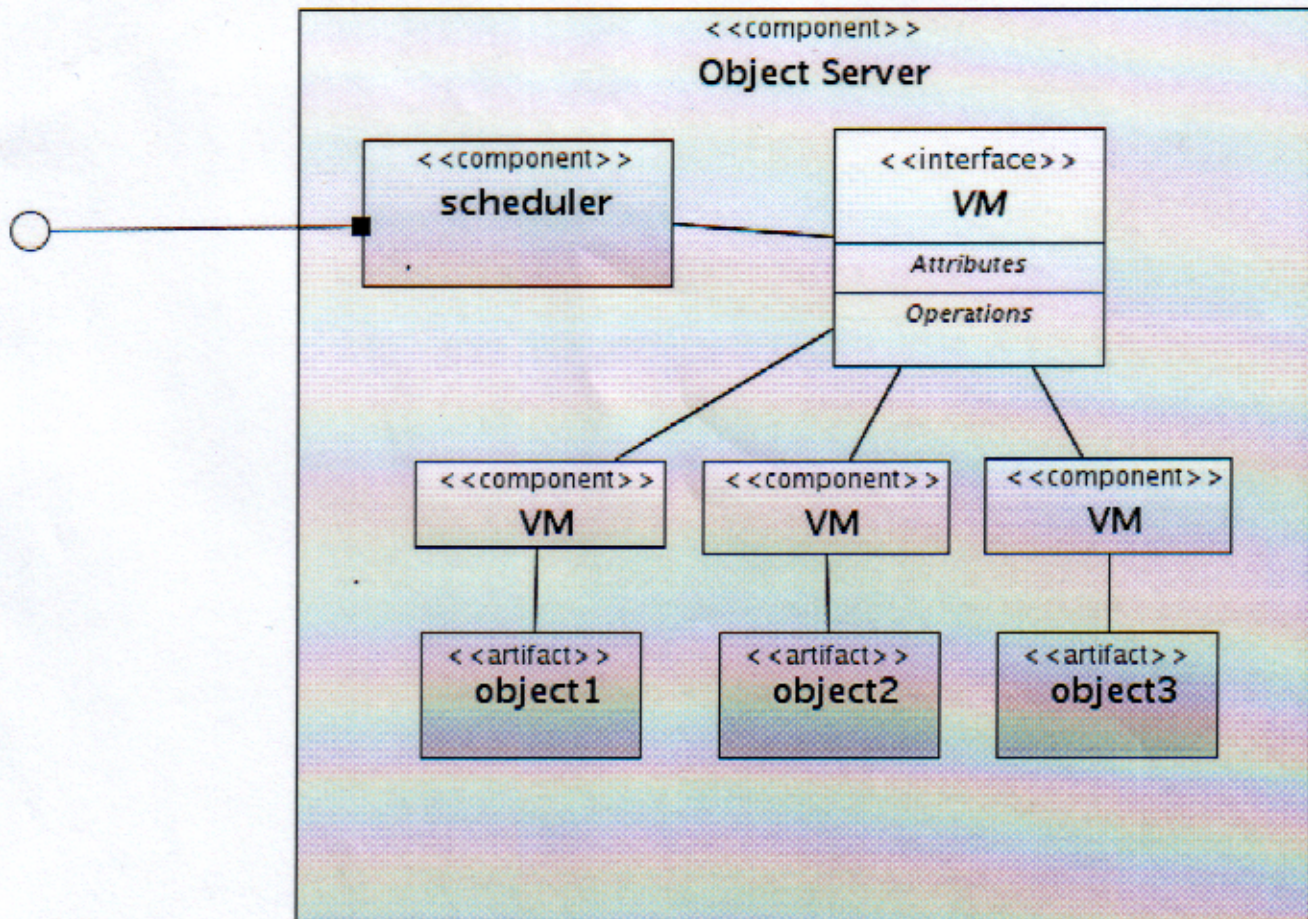 <<component>>
Object Server
<<component>>
scheduler
<<interface>>
VM
Attributes
Operations
<<component>>
VM
<<component>>
VM
<<component>>
VM
<<artifact>>
object1
<<artifact>>
object2
<<artifact>>
object3